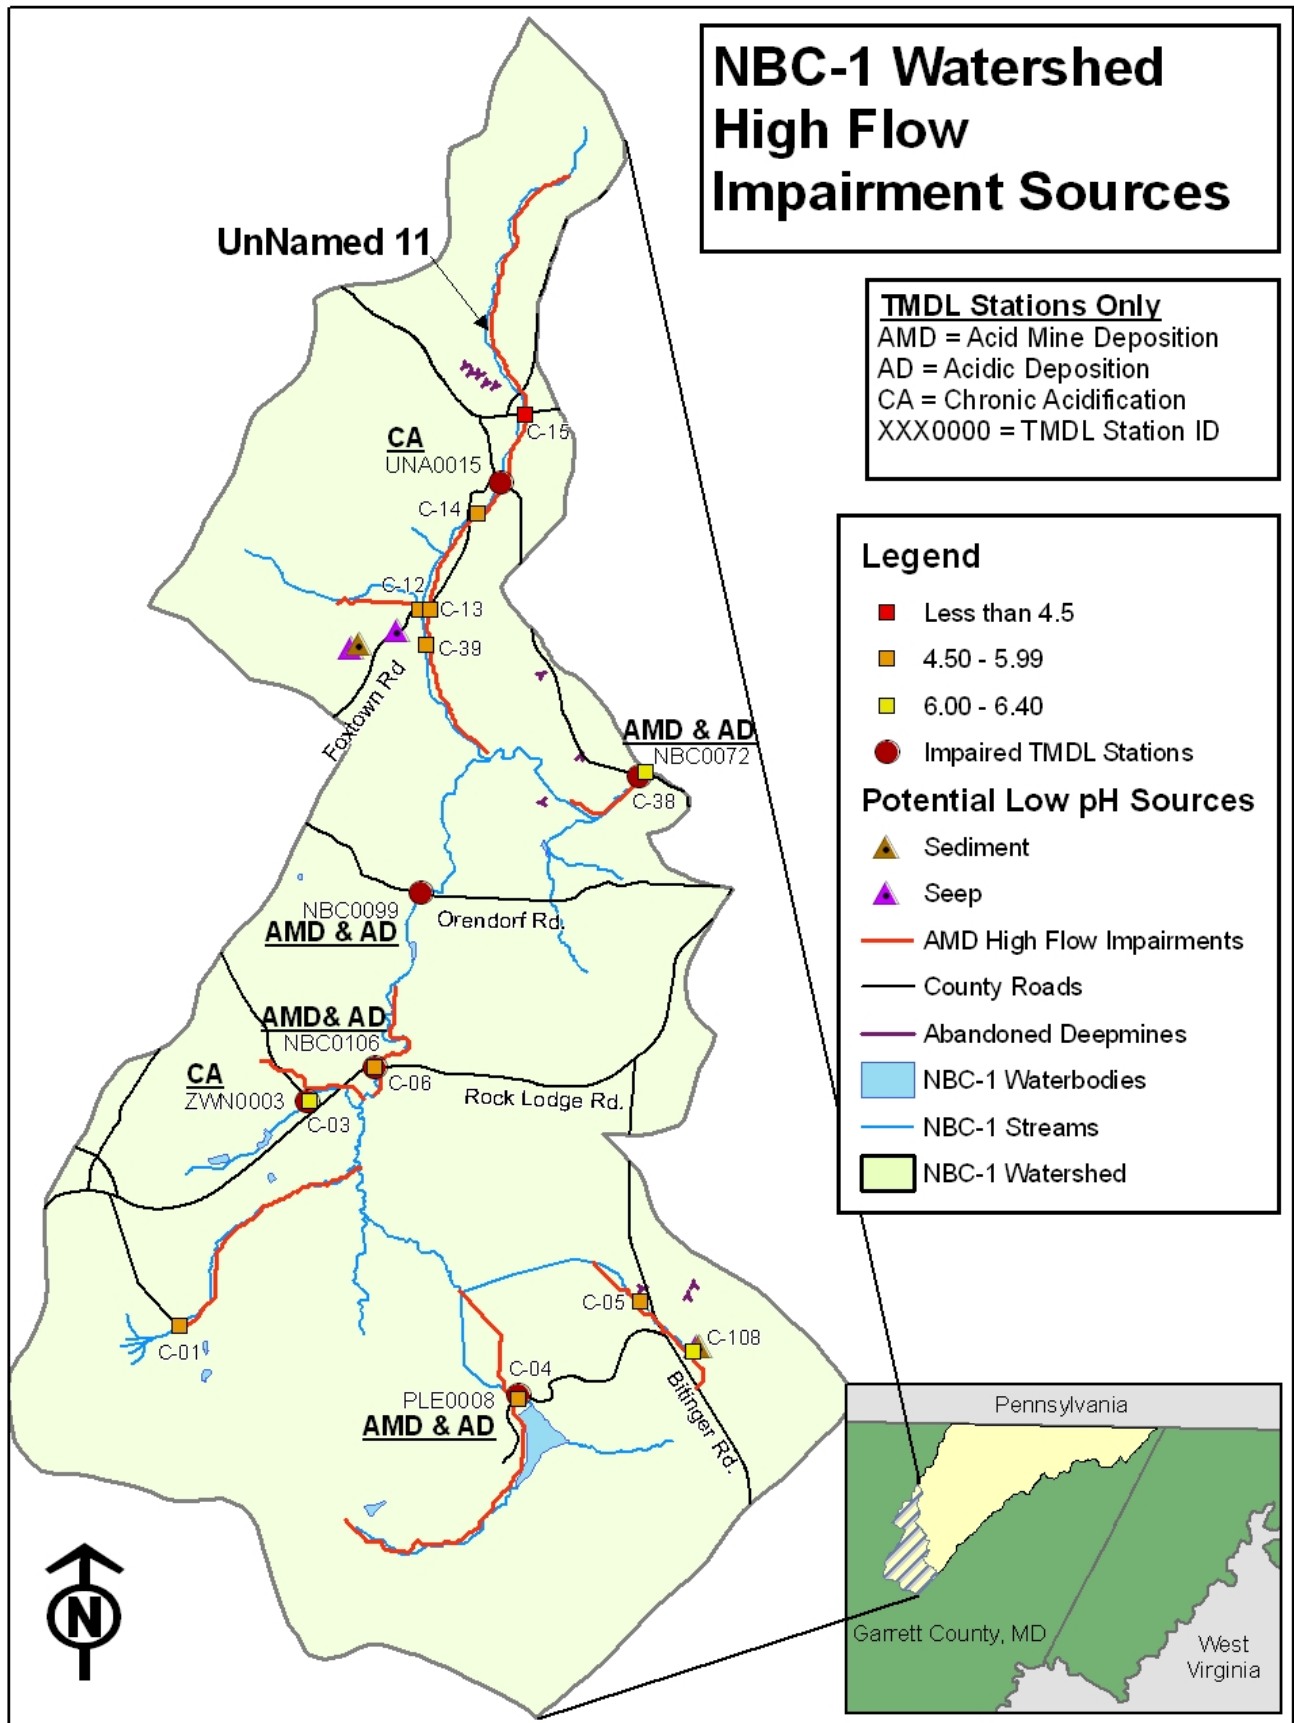 NBC-1 Watershed
High Flow
Impairment Sources
UnNamed 11
TMDL Stations Only
AMD = Acid Mine Deposition
AD = Acidic Deposition
CA = Chronic Acidification
XXX0000 = TMDL Station ID
C-15
CA
UNA0015
C-14
C-12
C-13
C-39
Foxtown Rd
AMD & AD
NBC0072
C-38
NBC0099
AMD & AD
Orendorf Rd.
AMD& AD
NBC0106
C-06
CA
ZWN0003
C-03
Rock Lodge Rd.
C-05
C-108
C-01
C-04
PLE0008
AMD & AD
Bittinger Rd.
Legend
Less than 4.5
4.50 - 5.99
6.00 - 6.40
Impaired TMDL Stations
Potential Low pH Sources
Sediment
Seep
AMD High Flow Impairments
County Roads
Abandoned Deepmines
NBC-1 Waterbodies
NBC-1 Streams
NBC-1 Watershed
N
Pennsylvania
Garrett County, MD
West
Virginia